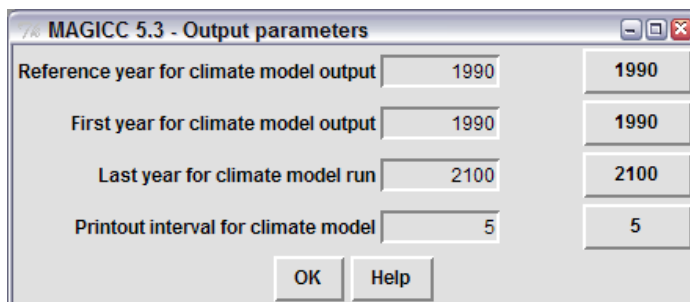 MAGICC 5.3 - Output parameters
Reference year for climate model output 1990 1990
First year for climate model output 1990 1990
Last year for climate model run 2100 2100
Printout interval for climate model 5 5
OK Help